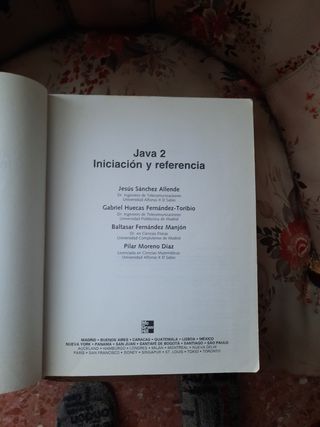 Java 2
Iniciación y referencia
Jesús Sánchez Allende
Dr. Ingeniero de Telecomunicaciones
Universidad Alfonso X El Sabio
Gabriel Huecas Fernández-Toribio
Dr. Ingeniero de Telecomunicaciones
Universidad Politécnica de Madrid
Baltasar Fernández Manjón
Dr. en Ciencias Físicas
Universidad Complutense de Madrid
Pilar Moreno Díaz
Licenciada en Ciencias Matemáticas
Universidad Alfonso X El Sabio
Mc
Graw
Hill
MADRID • BUENOS AIRES • CARACAS • GUATEMALA • LISBOA • MÉXICO
NUEVA YORK • PANAMÁ • SAN JUAN • SANTAFÉ DE BOGOTÁ • SANTIAGO • SÃO PAULO
AUCKLAND • HAMBURGO • LONDRES • MILÁN • MONTREAL • NUEVA DELHI
PARÍS • SAN FRANCISCO • SIDNEY • SINGAPUR • ST. LOUIS • TOKIO • TORONTO